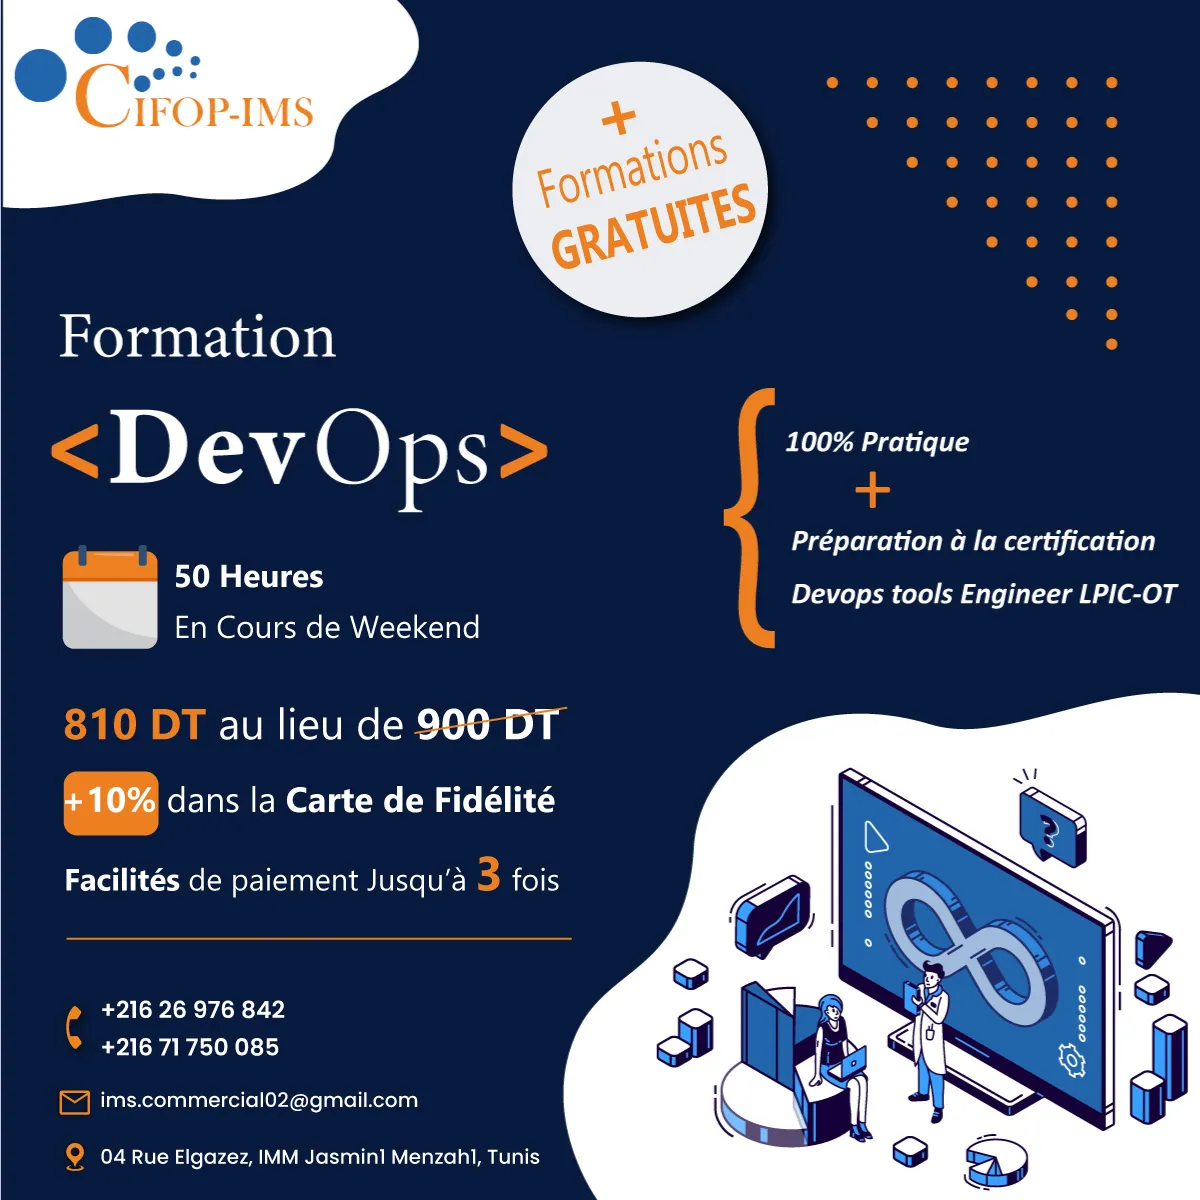 CIFOP-IMS
+
Formations
GRATUITES
Formation
<DevOps>
100% Pratique
+
Préparation à la certification
Devops tools Engineer LPIC-OT
50 Heures
En Cours de Weekend
810 DT au lieu de 900 DT
+10% dans la Carte de Fidélité
Facilités de paiement Jusqu'à 3 fois
+216 26 976 842
+216 71 750 085
ims.commercial02@gmail.com
04 Rue Elgazez, IMM Jasmin1 Menzah1, Tunis
?